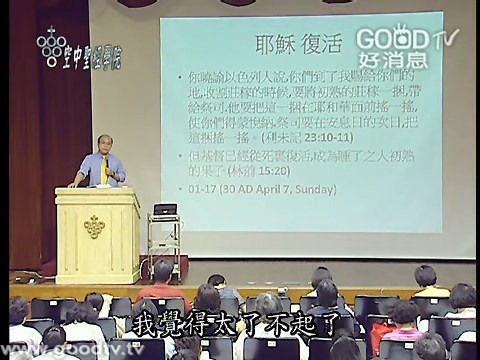 空中聖經學院
GOOD TV
好消息
耶穌 復活
你曉諭以色列人說,你們到了我賜給你們的
地,收割莊稼的時候,要將初熟的莊稼一捆,帶
給祭司,他要把這一捆在耶和華面前搖一搖,
使你們得蒙悅納,祭司要在安息日的次日,把
這捆搖一搖。(利未記 23:10-11)
但基督已經從死裏復活,成為睡了之人初熟
的果子 (林前 15:20)
01-17 (30 AD April 7, Sunday)
我覺得太了不起了
www.goodtv.tv